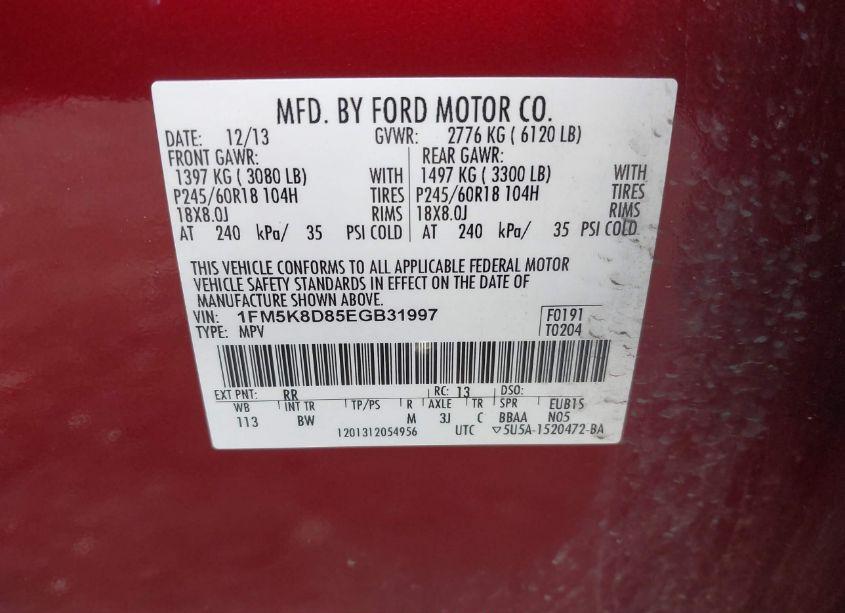 MFD. BY FORD MOTOR CO.
DATE: 12/13 GVWR: 2776 KG ( 6120 LB)
FRONT GAWR: REAR GAWR:
1397 KG ( 3080 LB) WITH 1497 KG ( 3300 LB) WITH
P245/60R18 104H TIRES P245/60R18 104H TIRES
18X8.0J RIMS 18X8.0J RIMS
AT 240 kPa/ 35 PSI COLD AT 240 kPa/ 35 PSI COLD
THIS VEHICLE CONFORMS TO ALL APPLICABLE FEDERAL MOTOR
VEHICLE SAFETY STANDARDS IN EFFECT ON THE DATE OF
MANUFACTURE SHOWN ABOVE.
VIN: 1FM5K8D85EGB31997 F0191
TYPE: MPV T0204
EXT PNT: RR RC: 13 DSO:
WB INT TR TP/PS R AXLE TR SPR EUB15
113 BW M 3J C BBAA N05
1201312054956 UTC ▽5U5A-1520472-BA